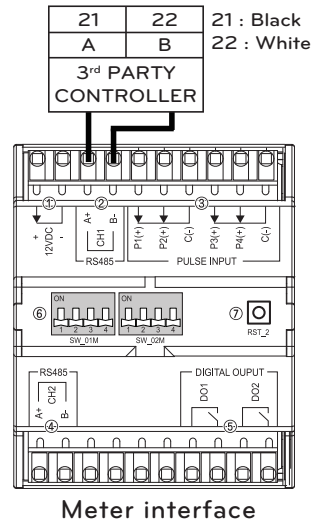 21 22 21 : Black
A B 22 : White
3rd PARTY
CONTROLLER
① ② ③
+ 12VDC - A+ CH1 B- P1(+) P2(+) C(-) P3(+) P4(+) C(-)
RS485 PULSE INPUT
⑥ ON ON ⑦
1 2 3 4 1 2 3 4
SW_01M SW_02M RST_2
RS485 DIGITAL OUPUT
A+ CH2 B- DO1 DO2
④ ⑤
Meter interface